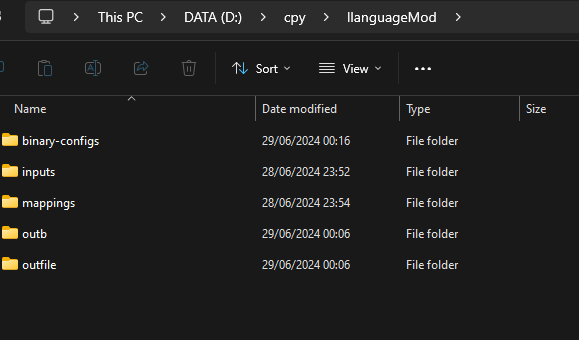 This PC > DATA (D:) > cpy > llanguageMod >
Sort View ...
Name Date modified Type Size
binary-configs 29/06/2024 00:16 File folder
inputs 28/06/2024 23:52 File folder
mappings 28/06/2024 23:54 File folder
outb 29/06/2024 00:06 File folder
outfile 29/06/2024 00:06 File folder